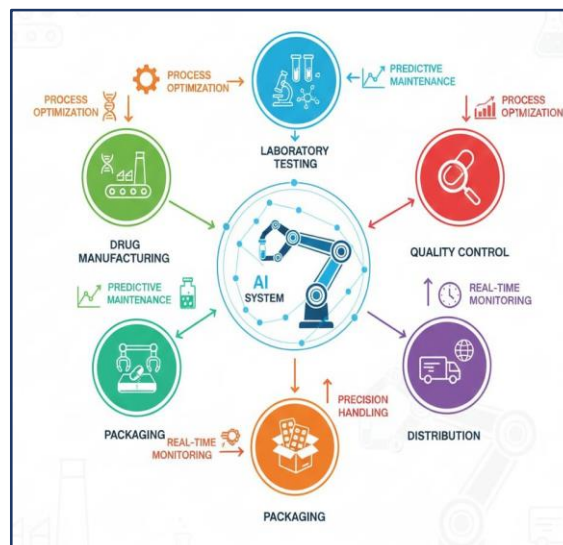 PROCESS
OPTIMIZATION
PREDICTIVE
MAINTENANCE
PROCESS
OPTIMIZATION
PROCESS
OPTIMIZATION
LABORATORY
TESTING
DRUG
MANUFACTURING
QUALITY CONTROL
AI
SYSTEM
PREDICTIVE
MAINTENANCE
REAL-TIME
MONITORING
PACKAGING
PRECISION
HANDLING
DISTRIBUTION
REAL-TIME
MONITORING
PACKAGING